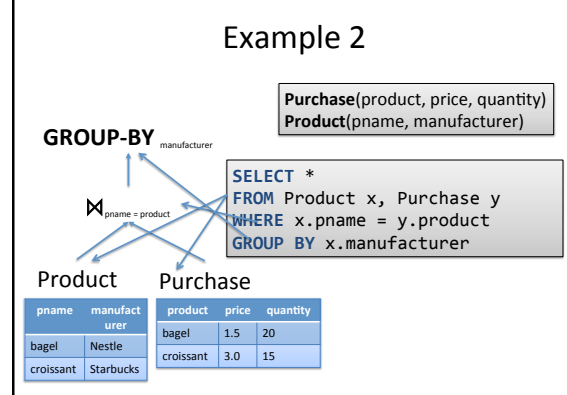 Example 2
Purchase(product, price, quantity)
Product(pname, manufacturer)
GROUP-BY manufacturer
SELECT *
FROM Product x, Purchase y
WHERE x.pname = y.product
GROUP BY x.manufacturer
⋈ pname = product
Product
pname manufact
urer
bagel Nestle
croissant Starbucks
Purchase
product price quantity
bagel 1.5 20
croissant 3.0 15